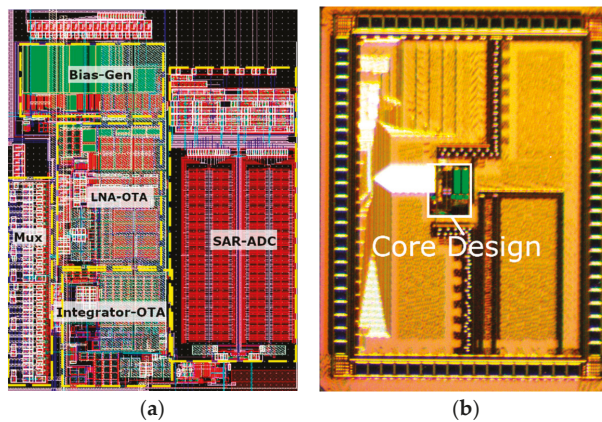 Bias-Gen
LNA-OTA
Mux
SAR-ADC
Integrator-OTA
Core Design
(a)
(b)